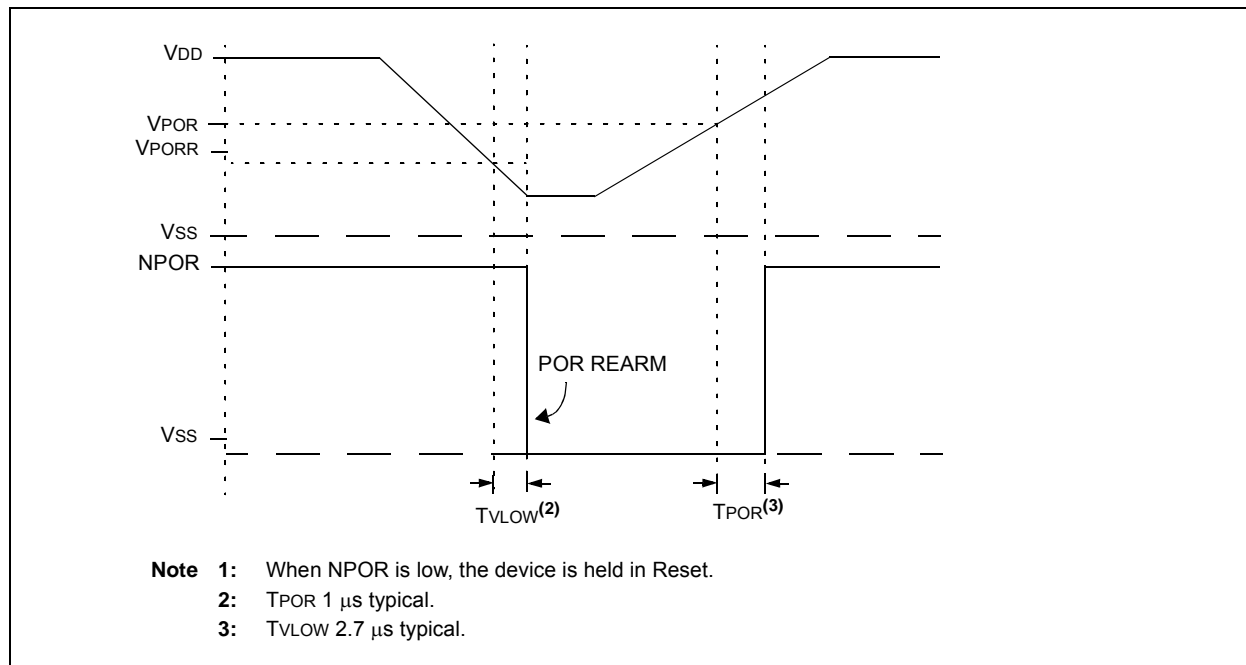 VDD
VPOR
VPORR
VSS
NPOR
POR REARM
VSS
TVLOW(2)
TPOR(3)
Note 1: When NPOR is low, the device is held in Reset.
2: TPOR 1 μs typical.
3: TVLOW 2.7 μs typical.